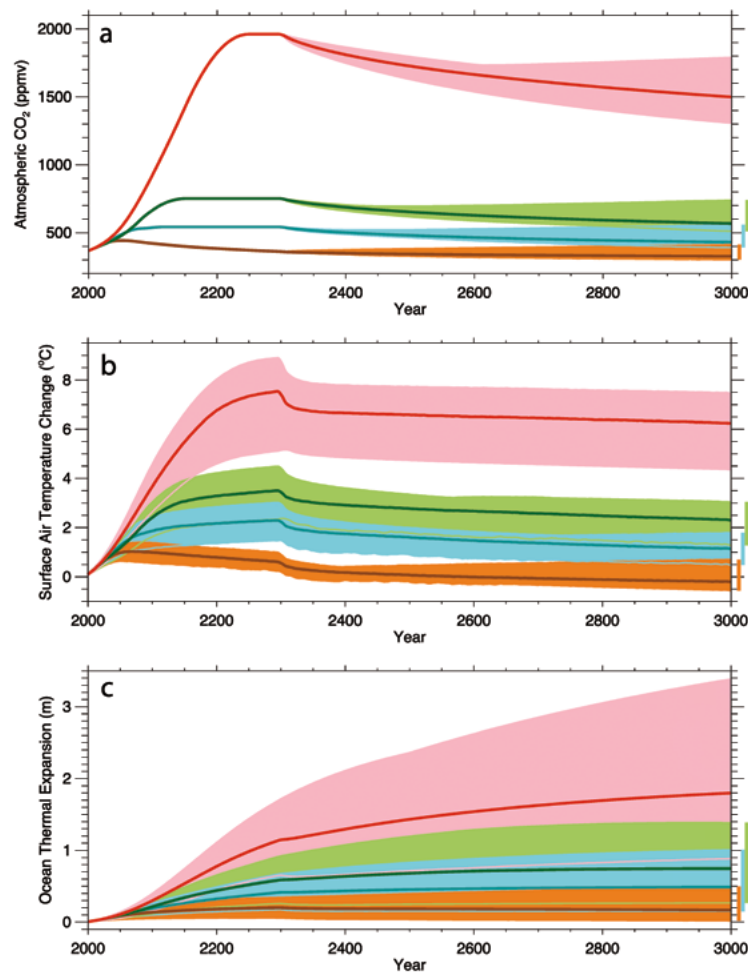 a
Atmospheric CO2 (ppmv)
2000
1500
1000
500
2000 2200 2400 2600 2800 3000
Year
b
Surface Air Temperature Change (°C)
8
6
4
2
0
2000 2200 2400 2600 2800 3000
Year
c
Ocean Thermal Expansion (m)
3
2
1
0
2000 2200 2400 2600 2800 3000
Year